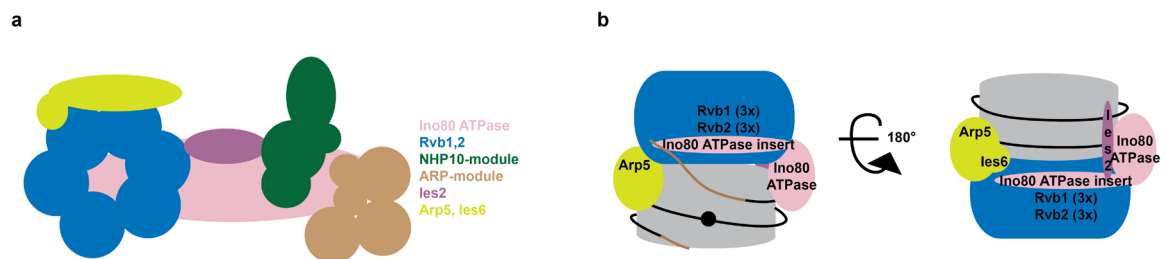 a
Ino80 ATPase
Rvb1,2
NHP10-module
ARP-module
Ies2
Arp5, Ies6
b
Rvb1 (3x)
Rvb2 (3x)
Ino80 ATPase insert
Arp5
Ino80
ATPase
180°
Arp5
Ies6
Ies2
Ino80
ATPase
Ino80 ATPase insert
Rvb1 (3x)
Rvb2 (3x)